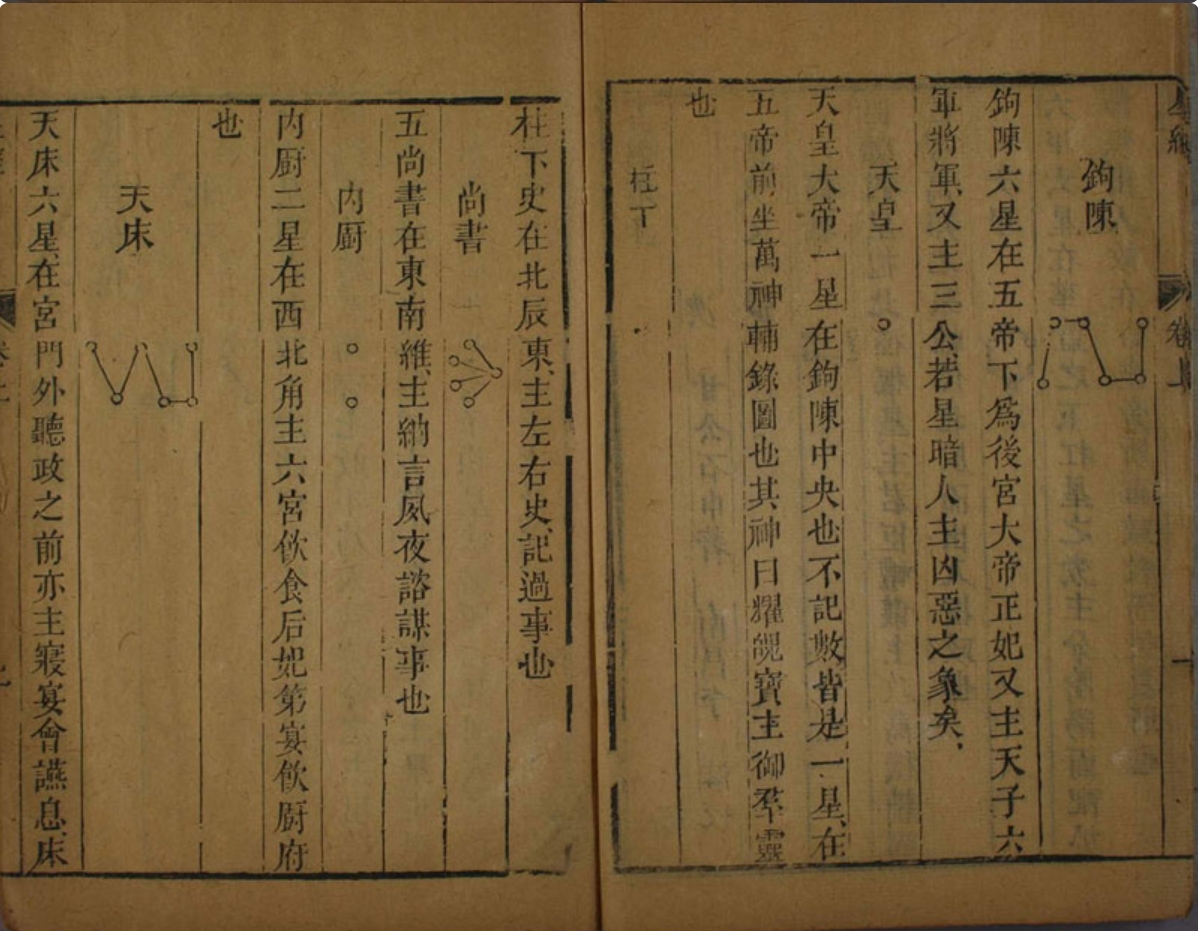 星經 卷上 一
鉤陳
鉤陳六星在五帝下爲後宮大帝正妃又主天子六
軍將軍又主三公若星暗人主凶惡之象矣、
天皇
天皇大帝一星在鉤陳中央也不記數皆是一星、在
五帝前坐萬神輔錄圖也其神曰耀魄寶主御羣靈
也
柱下
柱下史在北辰東、主左右史、記過事也
尚書
五尚書在東南維、主納言夙夜諮謀事也
内厨
内厨二星在西北角主六宮飲食后妃第宴飲厨府
也
天床
天床六星、在宮門外聽政之前亦主寢宴會讌息、床